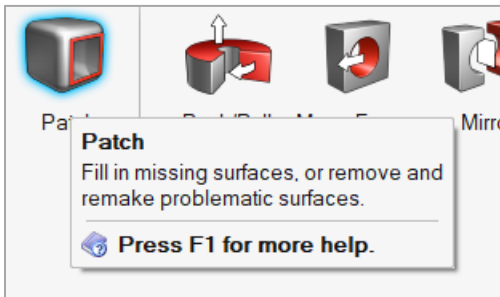 Patch
Fill in missing surfaces, or remove and
remake problematic surfaces.
Press F1 for more help.